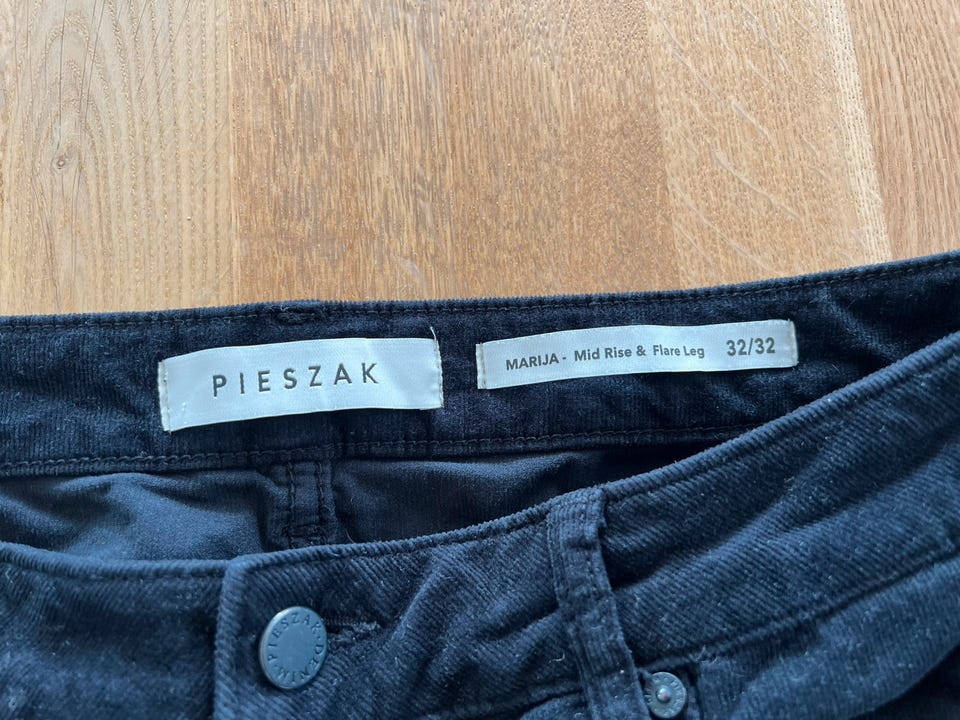 PIESZAK
MARIJA - Mid Rise & Flare Leg 32/32
PIESZAK DENIM